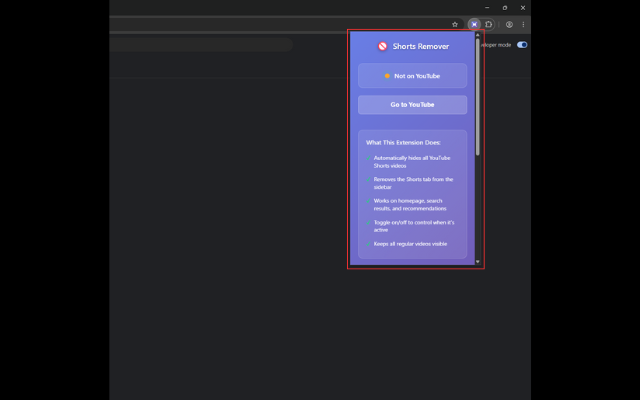 eloper mode
Shorts Remover
Not on YouTube
Go to YouTube
What This Extension Does:
Automatically hides all YouTube
Shorts videos
Removes the Shorts tab from the
sidebar
Works on homepage, search
results, and recommendations
Toggle on/off to control when it's
active
Keeps all regular videos visible